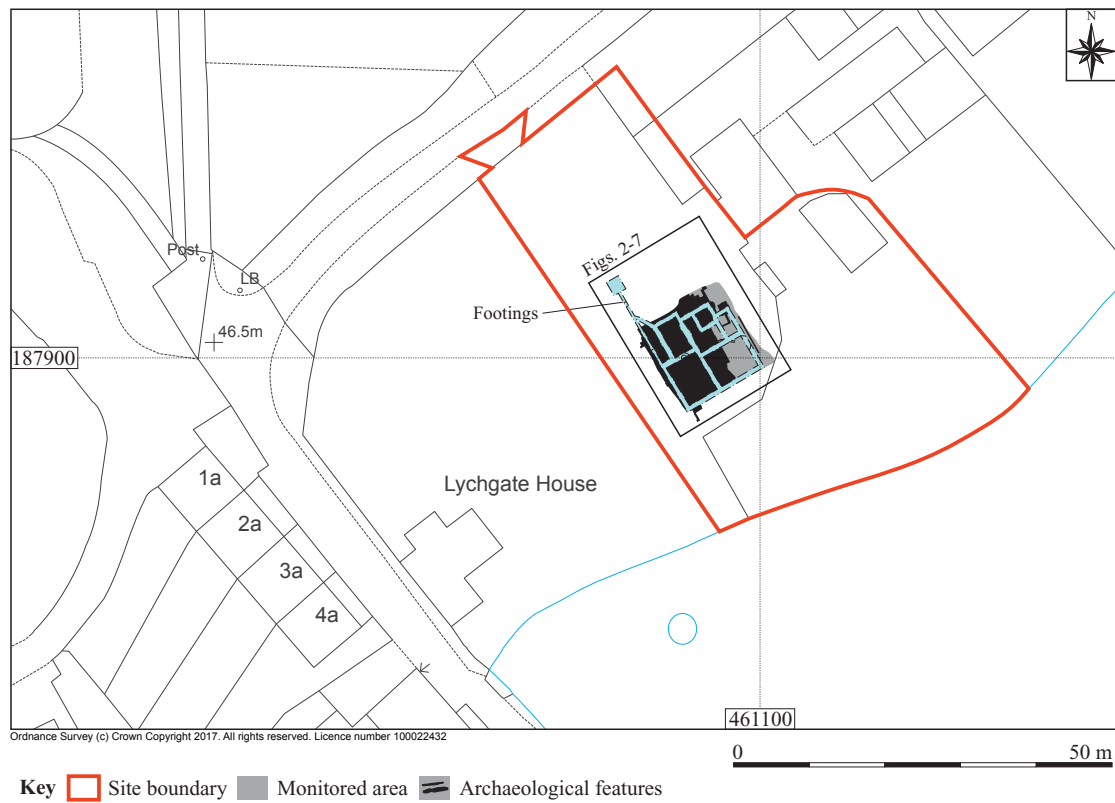 N
Figs. 2-7
Post
LB
Footings
46.5m
187900
1a
Lychgate House
2a
3a
4a
461100
Ordnance Survey (c) Crown Copyright 2017. All rights reserved. Licence number 100022432
0 50 m
Key Site boundary Monitored area Archaeological features